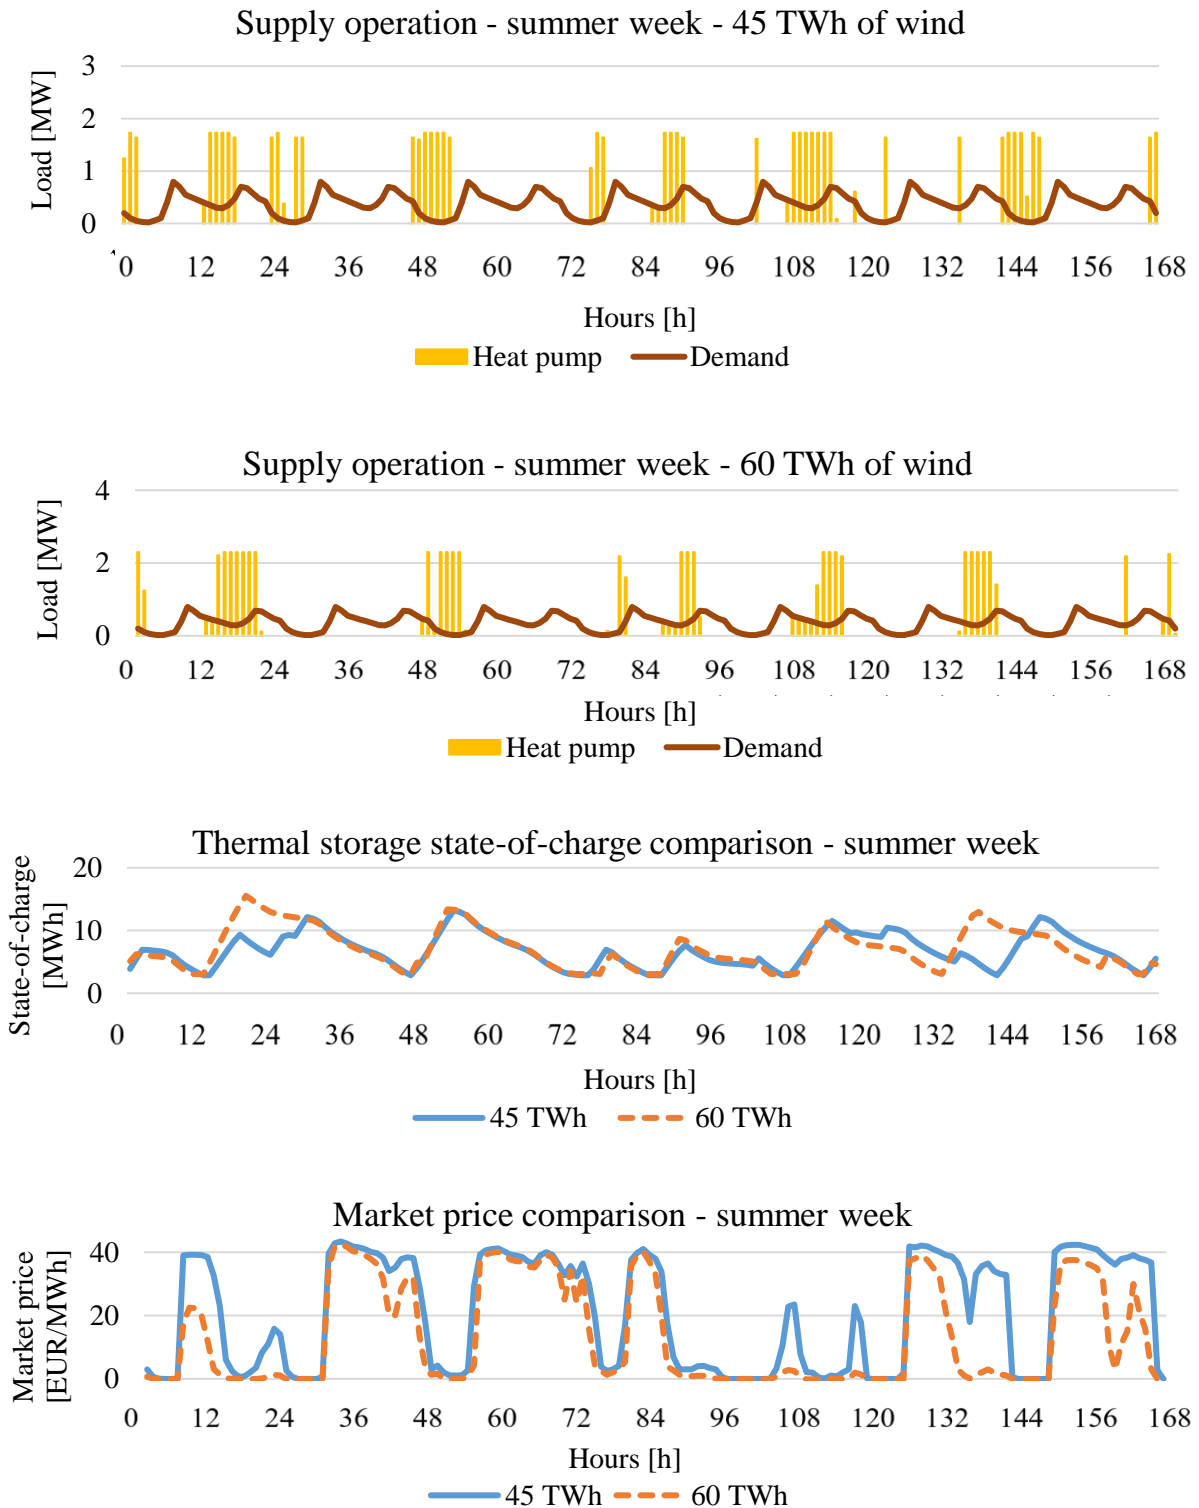 Supply operation - summer week - 45 TWh of wind
Load [MW]
3
2
1
0
0 12 24 36 48 60 72 84 96 108 120 132 144 156 168
Hours [h]
Heat pump Demand
Supply operation - summer week - 60 TWh of wind
Load [MW]
4
2
0
0 12 24 36 48 60 72 84 96 108 120 132 144 156 168
Hours [h]
Heat pump Demand
Thermal storage state-of-charge comparison - summer week
State-of-charge
[MWh]
20
10
0
0 12 24 36 48 60 72 84 96 108 120 132 144 156 168
Hours [h]
45 TWh 60 TWh
Market price comparison - summer week
Market price
[EUR/MWh]
40
20
0
0 12 24 36 48 60 72 84 96 108 120 132 144 156 168
Hours [h]
45 TWh 60 TWh